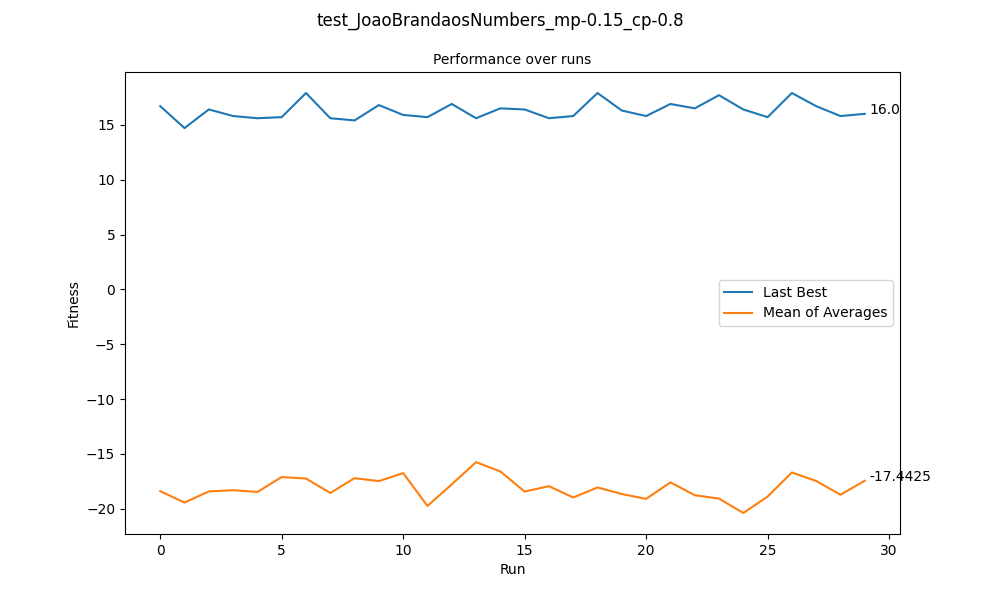 test_JoaoBrandaosNumbers_mp-0.15_cp-0.8
Performance over runs
16.0
15
10
5
0
−5
−10
−15
−20
Fitness
Last Best
Mean of Averages
-17.4425
0 5 10 15 20 25 30
Run